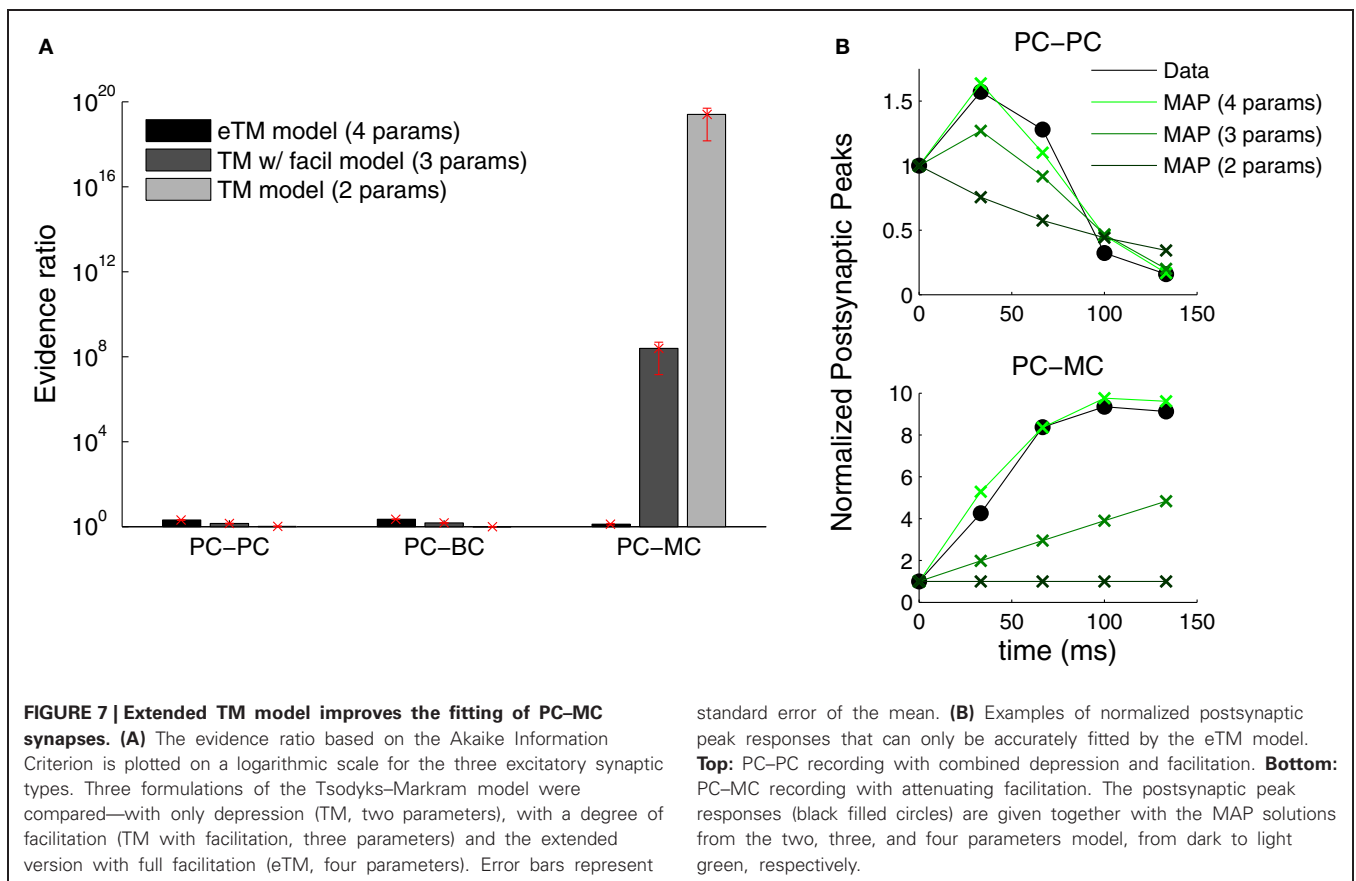 A
10^20
10^16
10^12
10^8
10^4
10^0
Evidence ratio
eTM model (4 params)
TM w/ facil model (3 params)
TM model (2 params)
PC–PC
PC–BC
PC–MC
B
PC–PC
Data
MAP (4 params)
MAP (3 params)
MAP (2 params)
1.5
1
0.5
0
0
50
100
150
Normalized Postsynaptic Peaks
PC–MC
10
8
6
4
2
0
0
50
100
150
time (ms)
FIGURE 7 | Extended TM model improves the fitting of PC–MC
synapses. (A) The evidence ratio based on the Akaike Information
Criterion is plotted on a logarithmic scale for the three excitatory synaptic
types. Three formulations of the Tsodyks–Markram model were
compared—with only depression (TM, two parameters), with a degree of
facilitation (TM with facilitation, three parameters) and the extended
version with full facilitation (eTM, four parameters). Error bars represent
standard error of the mean. (B) Examples of normalized postsynaptic
peak responses that can only be accurately fitted by the eTM model.
Top: PC–PC recording with combined depression and facilitation. Bottom:
PC–MC recording with attenuating facilitation. The postsynaptic peak
responses (black filled circles) are given together with the MAP solutions
from the two, three, and four parameters model, from dark to light
green, respectively.